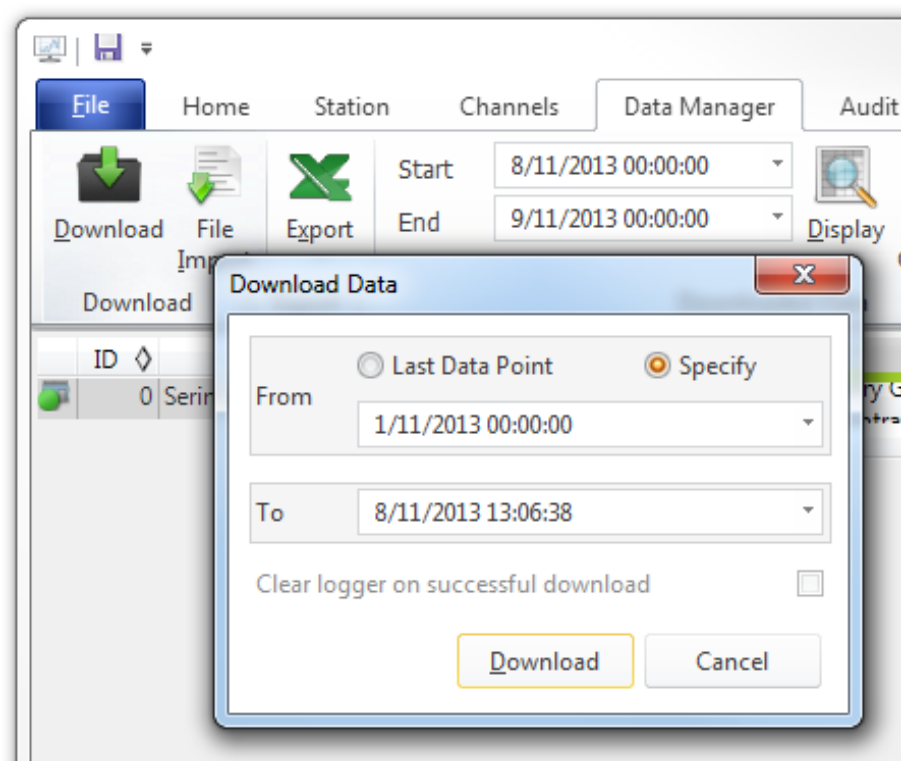 File Home Station Channels Data Manager Audit
Start 8/11/2013 00:00:00
Download File Export End 9/11/2013 00:00:00 Display
Download
Download Data
ID
0
Last Data Point Specify
From
1/11/2013 00:00:00
To 8/11/2013 13:06:38
Clear logger on successful download
Download Cancel